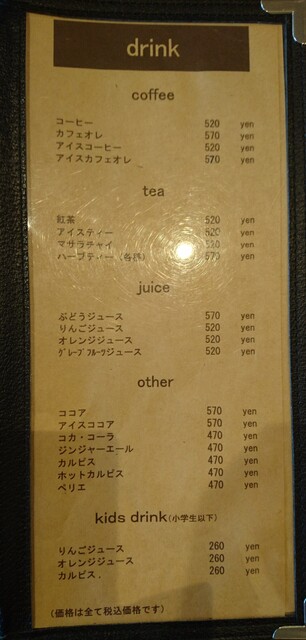 drink
coffee
コーヒー 520 yen
カフェオレ 570 yen
アイスコーヒー 520 yen
アイスカフェオレ 570 yen
tea
紅茶 520 yen
アイスティー 520 yen
マサラチャイ yen
ハーブティー(各種) 570 yen
juice
ぶどうジュース 570 yen
りんごジュース 520 yen
オレンジジュース 520 yen
グレープフルーツジュース 520 yen
other
ココア 570 yen
アイスココア 570 yen
コカ・コーラ 470 yen
ジンジャーエール 470 yen
カルピス 470 yen
ホットカルピス 470 yen
ペリエ 470 yen
kids drink(小学生以下)
りんごジュース 260 yen
オレンジジュース 260 yen
カルピス. 260 yen
(価格は全て税込価格です)